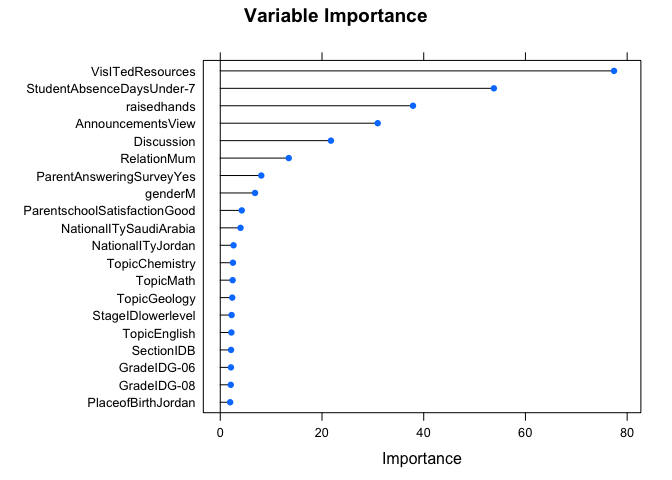 Variable Importance
VisITedResources
StudentAbsenceDaysUnder-7
raisedhands
AnnouncementsView
Discussion
RelationMum
ParentAnsweringSurveyYes
genderM
ParentschoolSatisfactionGood
NationalITySaudiArabia
NationalITyJordan
TopicChemistry
TopicMath
TopicGeology
StageIDlowerlevel
TopicEnglish
SectionIDB
GradeIDG-06
GradeIDG-08
PlaceofBirthJordan
0 20 40 60 80
Importance